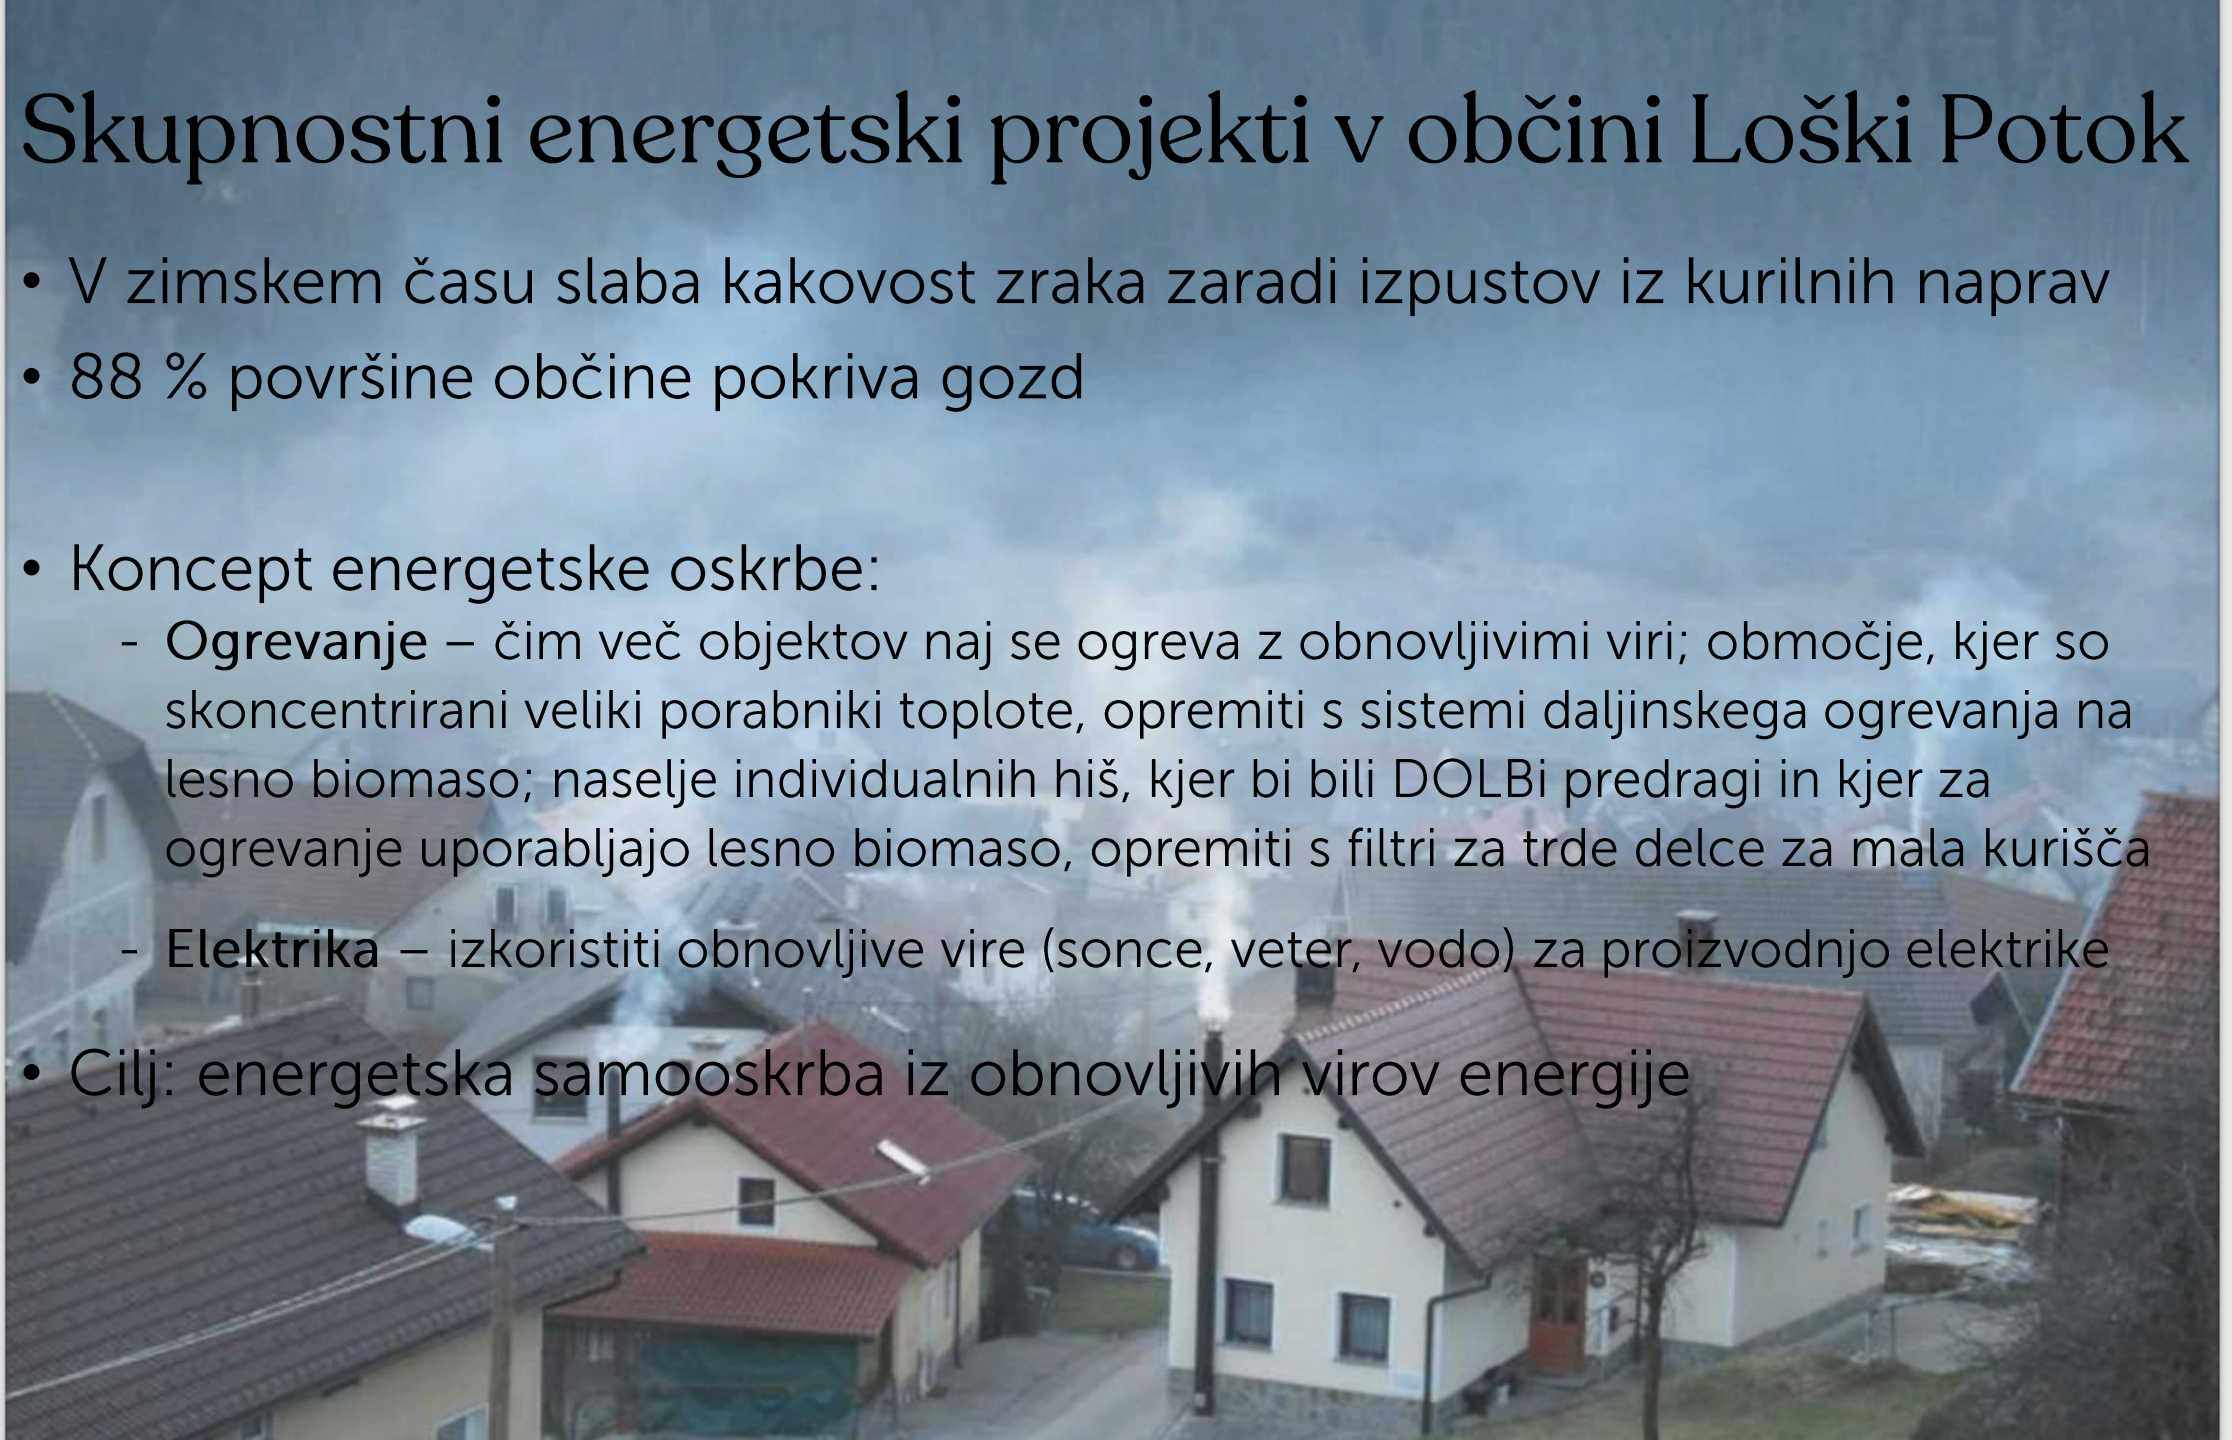 Skupnostni energetski projekti v občini Loški Potok
• V zimskem času slaba kakovost zraka zaradi izpustov iz kurilnih naprav
• 88 % površine občine pokriva gozd
• Koncept energetske oskrbe:
- Ogrevanje – čim več objektov naj se ogreva z obnovljivimi viri; območje, kjer so
skoncentrirani veliki porabniki toplote, opremiti s sistemi daljinskega ogrevanja na
lesno biomaso; naselje individualnih hiš, kjer bi bili DOLBi predragi in kjer za
ogrevanje uporabljajo lesno biomaso, opremiti s filtri za trde delce za mala kurišča
- Elektrika – izkoristiti obnovljive vire (sonce, veter, vodo) za proizvodnjo elektrike
• Cilj: energetska samooskrba iz obnovljivih virov energije